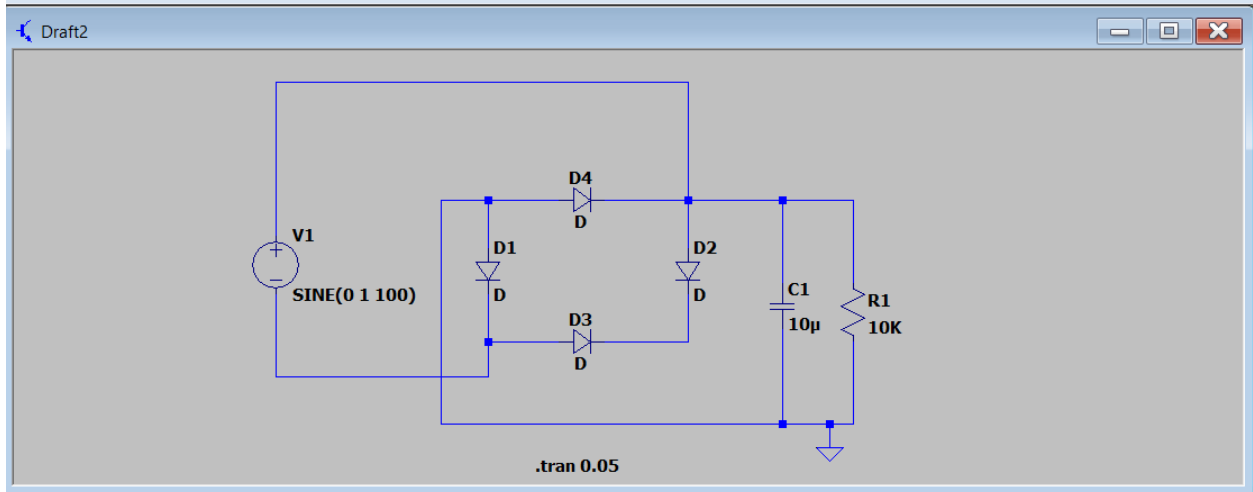 Draft2
V1
SINE(0 1 100)
D4
D
D1
D
D2
D
D3
D
C1
10µ
R1
10K
.tran 0.05